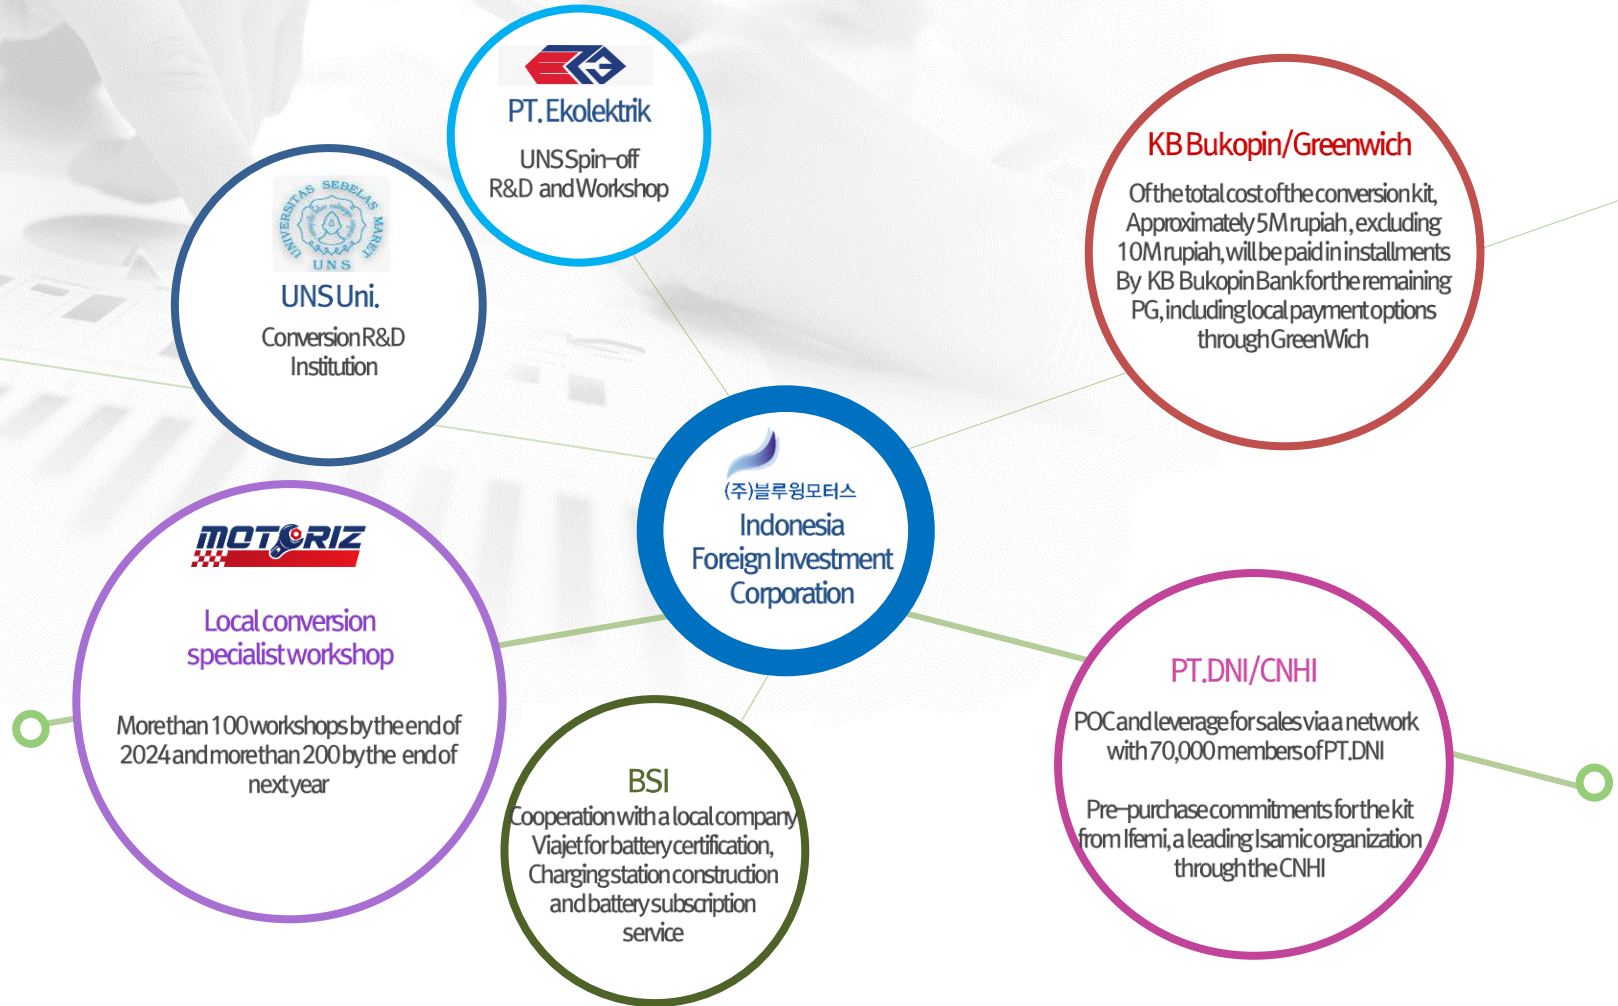 PT.Ekolektrik
UNS Spin-off
R&D and Workshop
UNIVERSITAS SEBELAS MARET
UNS
UNS Uni.
Conversion R&D
Institution
KB Bukopin/Greenwich
Of the total cost of the conversion kit,
Approximately 5M rupiah, excluding
10M rupiah, will be paid in installments
By KB Bukopin Bank for the remaining
PG, including local payment options
through GreenWich
(주)블루윙모터스
Indonesia
Foreign Investment
Corporation
MOTORIZ
Local conversion
specialist workshop
More than 100 workshops by the end of
2024 and more than 200 by the end of
next year
BSI
Cooperation with a local company
Viajet for battery certification,
Charging station construction
and battery subscription
service
PT.DNI/CNHI
POC and leverage for sales via a network
with 70,000 members of PT.DNI
Pre-purchase commitments for the kit
from Ifemi, a leading Isamic organization
through the CNHI